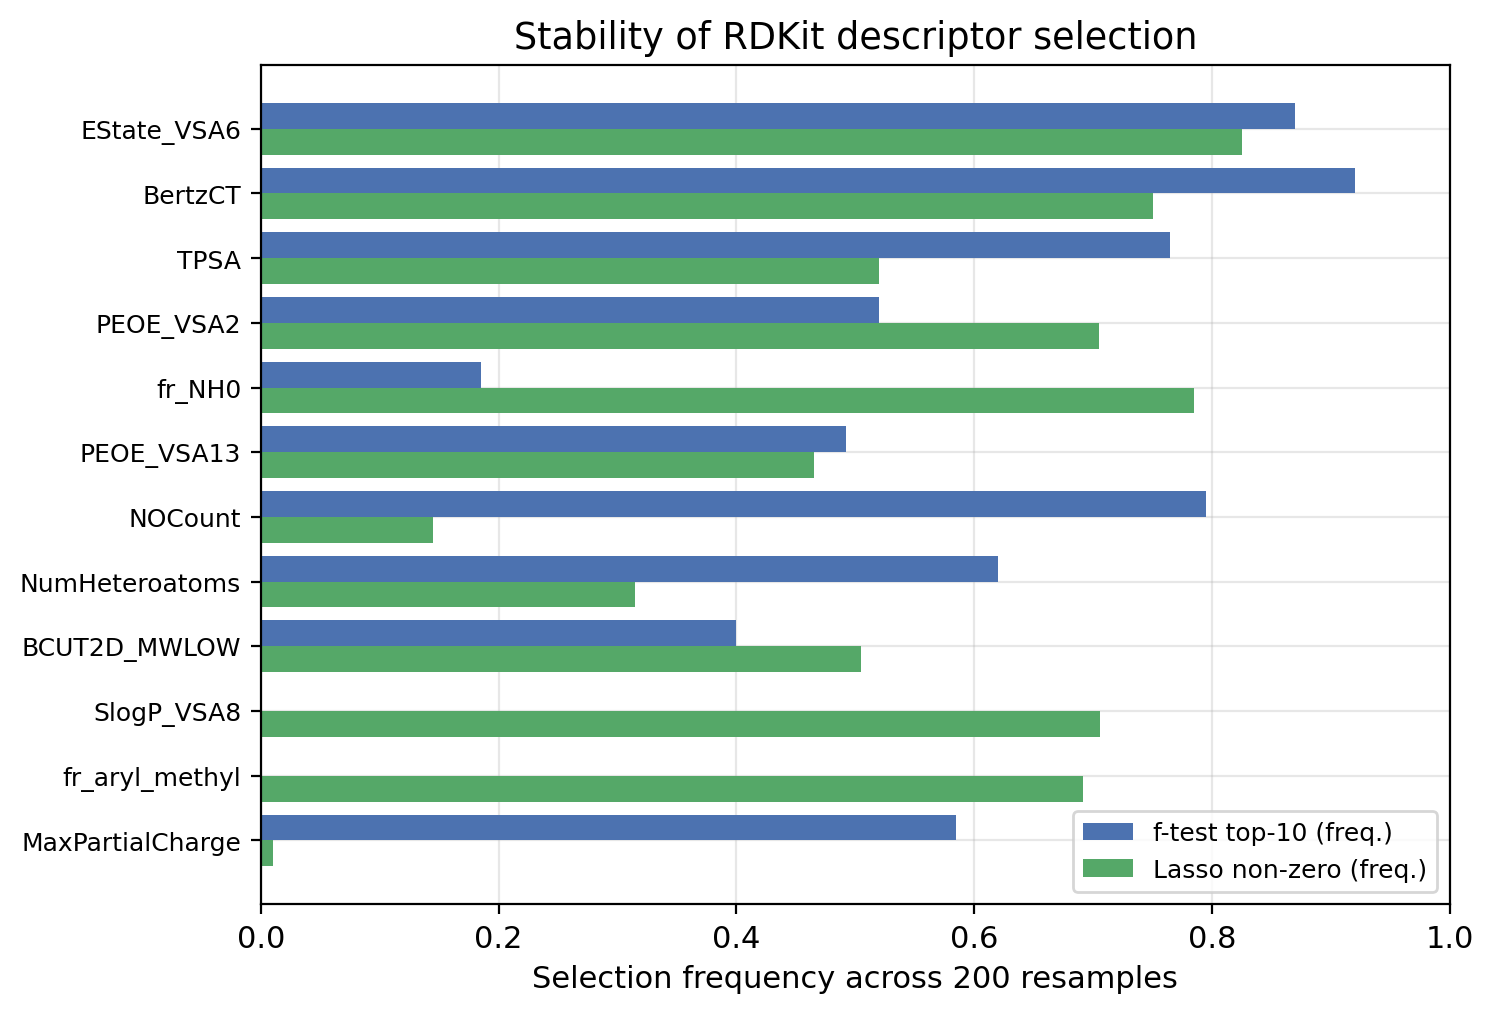 Stability of RDKit descriptor selection
EState_VSA6
BertzCT
TPSA
PEOE_VSA2
fr_NH0
PEOE_VSA13
NOCount
NumHeteroatoms
BCUT2D_MWLOW
SlogP_VSA8
fr_aryl_methyl
MaxPartialCharge
f-test top-10 (freq.)
Lasso non-zero (freq.)
0.0 0.2 0.4 0.6 0.8 1.0
Selection frequency across 200 resamples